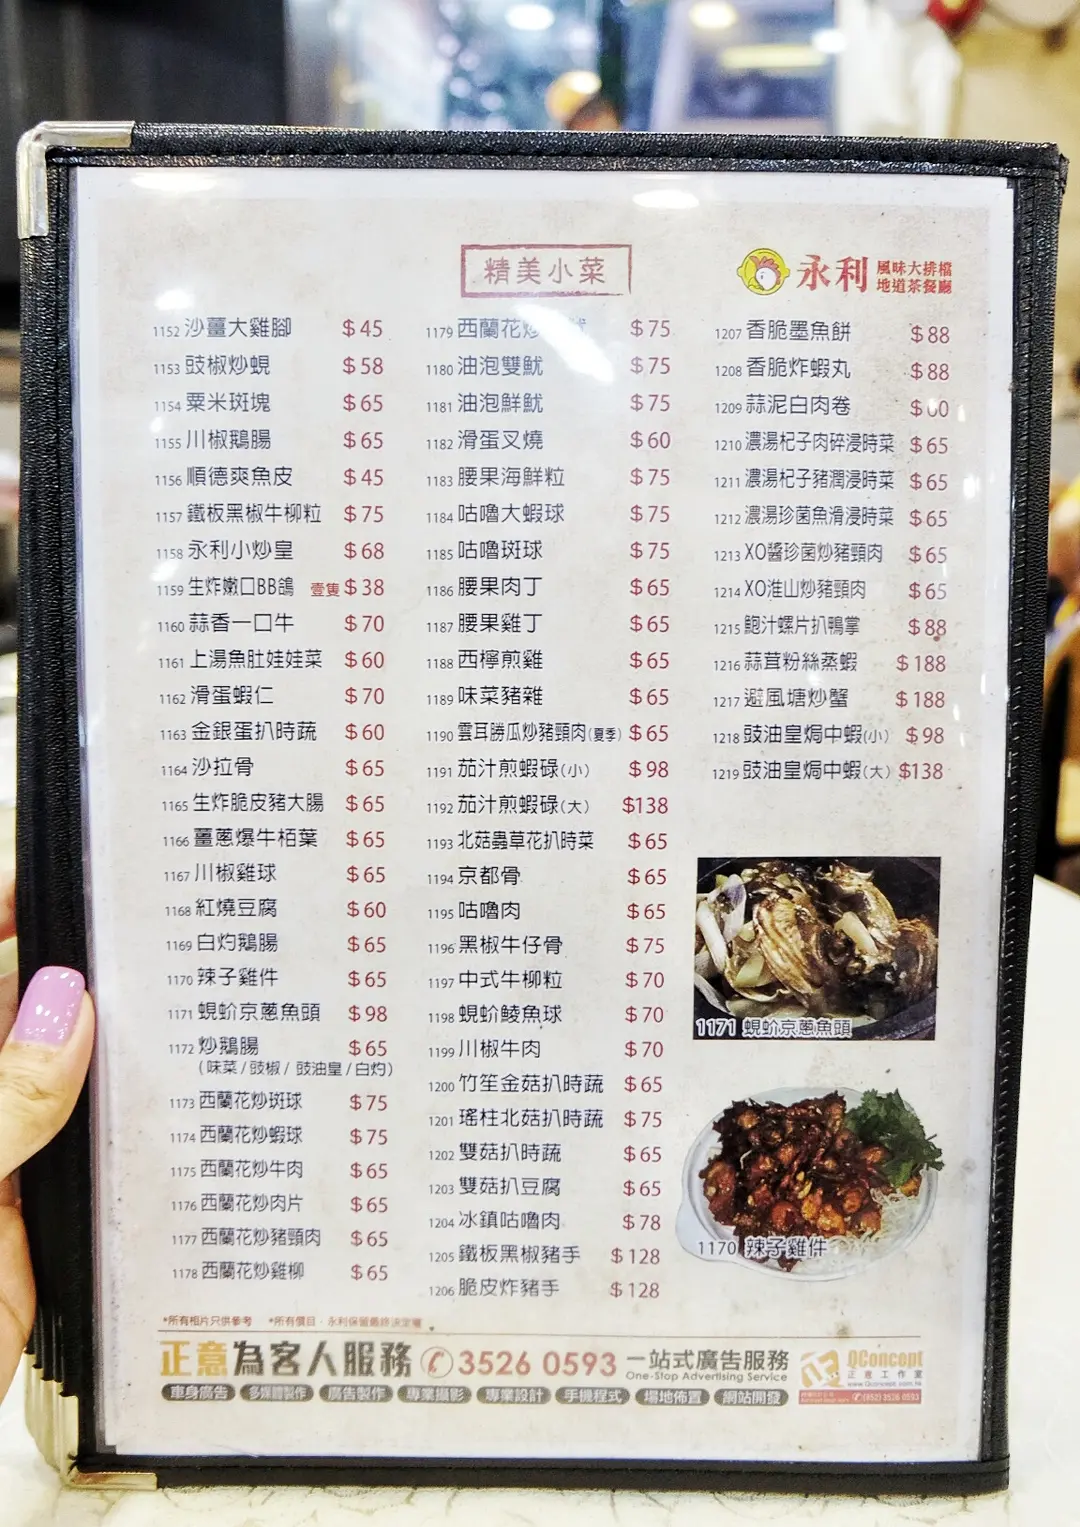 精美小菜
永利 風味大排檔
地道茶餐廳
1152 沙薑大雞腳 $45
1153 豉椒炒蜆 $58
1154 粟米斑塊 $65
1155 川椒鵝腸 $65
1156 順德爽魚皮 $45
1157 鐵板黑椒牛柳粒 $75
1158 永利小炒皇 $68
1159 生炸嫩口BB鴿 壹隻 $38
1160 蒜香一口牛 $70
1161 上湯魚肚娃娃菜 $60
1162 滑蛋蝦仁 $70
1163 金銀蛋扒時蔬 $60
1164 沙拉骨 $65
1165 生炸脆皮豬大腸 $65
1166 薑蔥爆牛栢葉 $65
1167 川椒雞球 $65
1168 紅燒豆腐 $60
1169 白灼鵝腸 $65
1170 辣子雞件 $65
1171 蜆蚧京蔥魚頭 $98
1172 炒鵝腸 $65
(味菜/豉椒/豉油皇/白灼)
1173 西蘭花炒斑球 $75
1174 西蘭花炒蝦球 $75
1175 西蘭花炒牛肉 $65
1176 西蘭花炒肉片 $65
1177 西蘭花炒豬頸肉 $65
1178 西蘭花炒雞柳 $65
1179 西蘭花炒 $75
1180 油泡雙魷 $75
1181 油泡鮮魷 $75
1182 滑蛋叉燒 $60
1183 腰果海鮮粒 $75
1184 咕嚕大蝦球 $75
1185 咕嚕斑球 $75
1186 腰果肉丁 $65
1187 腰果雞丁 $65
1188 西檸煎雞 $65
1189 味菜豬雜 $65
1190 雲耳勝瓜炒豬頸肉(夏季) $65
1191 茄汁煎蝦碌(小) $98
1192 茄汁煎蝦碌(大) $138
1193 北菇蟲草花扒時菜 $65
1194 京都骨 $65
1195 咕嚕肉 $65
1196 黑椒牛仔骨 $75
1197 中式牛柳粒 $70
1198 蜆蚧鯪魚球 $70
1199 川椒牛肉 $70
1200 竹笙金菇扒時蔬 $65
1201 瑤柱北菇扒時蔬 $75
1202 雙菇扒時蔬 $65
1203 雙菇扒豆腐 $65
1204 冰鎮咕嚕肉 $78
1205 鐵板黑椒豬手 $128
1206 脆皮炸豬手 $128
1207 香脆墨魚餅 $88
1208 香脆炸蝦丸 $88
1209 蒜泥白肉卷
1210 濃湯杞子肉碎浸時菜 $65
1211 濃湯杞子豬潤浸時菜 $65
1212 濃湯珍菌魚滑浸時菜 $65
1213 XO醬珍菌炒豬頸肉 $65
1214 XO淮山炒豬頸肉 $65
1215 鮑汁螺片扒鴨掌 $88
1216 蒜茸粉絲蒸蝦 $188
1217 避風塘炒蟹 $188
1218 豉油皇焗中蝦(小) $98
1219 豉油皇焗中蝦(大) $138
1171 蜆蚧京蔥魚頭
1170 辣子雞件
*所有相片只供參考 *所有價目，永利保留最終決定權
正意為客人服務 3526 0593 一站式廣告服務
One-Stop Advertising Service
QConcept
正意工作室
www.Qconcept.com.hk
(852) 3526 0593
車身廣告 多媒體製作 廣告製作 專業攝影 專業設計 手機程式 場地佈置 網站開發